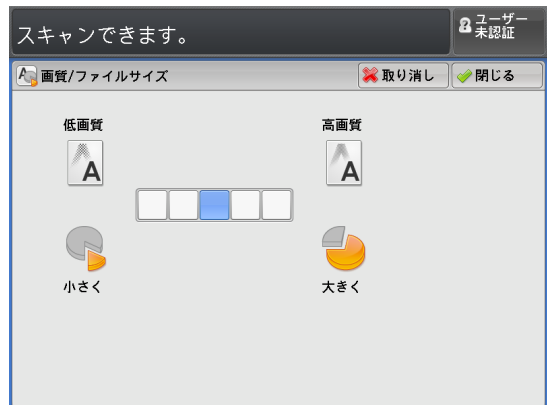 スキャンできます。
ユーザー
未認証
画質/ファイルサイズ
取り消し
閉じる
低画質
高画質
A
A
小さく
大きく